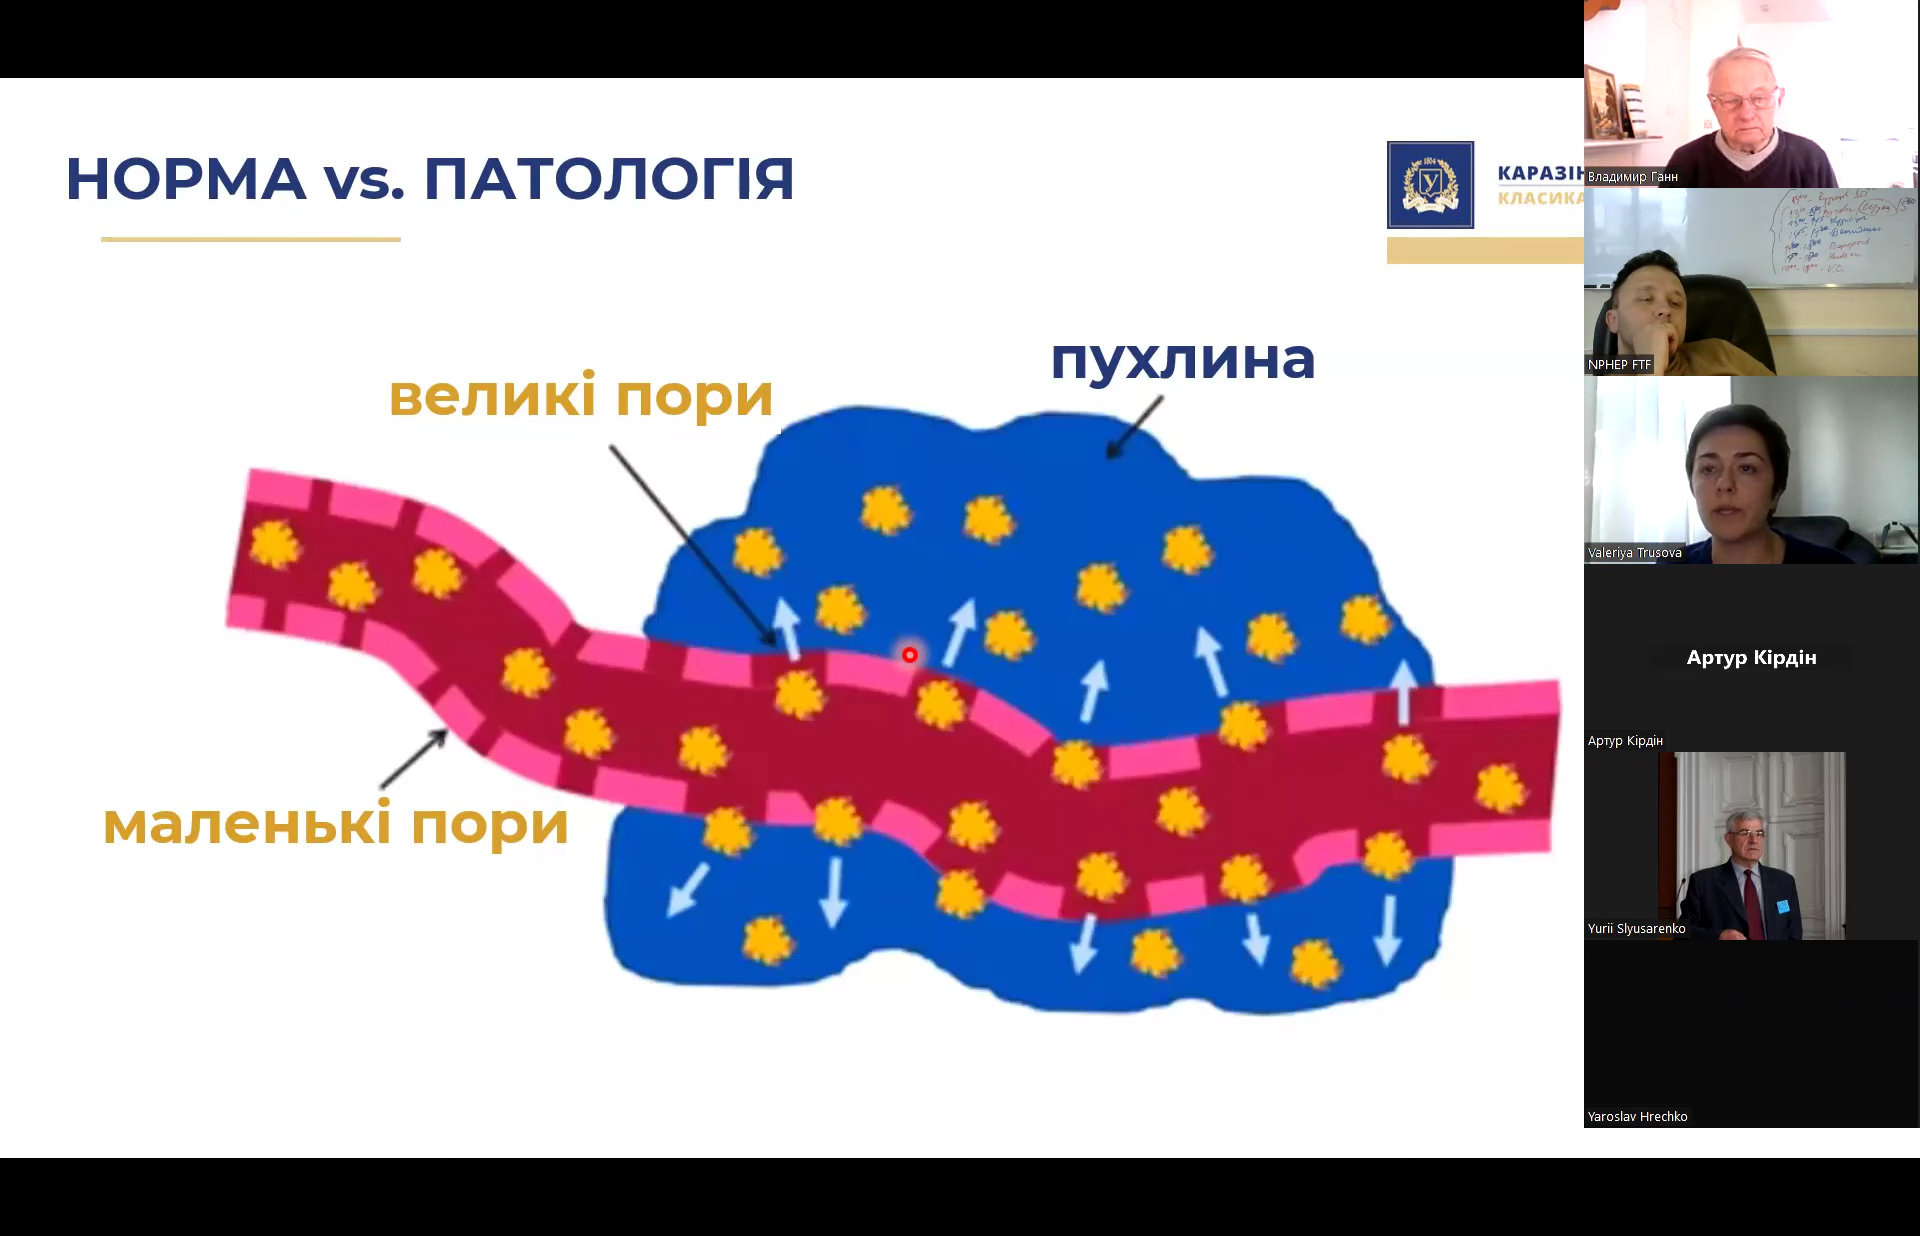 НОРМА vs. ПАТОЛОГІЯ
1804
У
КАРАЗІН
КЛАСИКА
пухлина
великі пори
маленькі пори
Владимир Ганн
NPHEP FTF
Valeriya Trusova
Артур Кірдін
Артур Кірдін
Yurii Slyusarenko
Yaroslav Hrechko